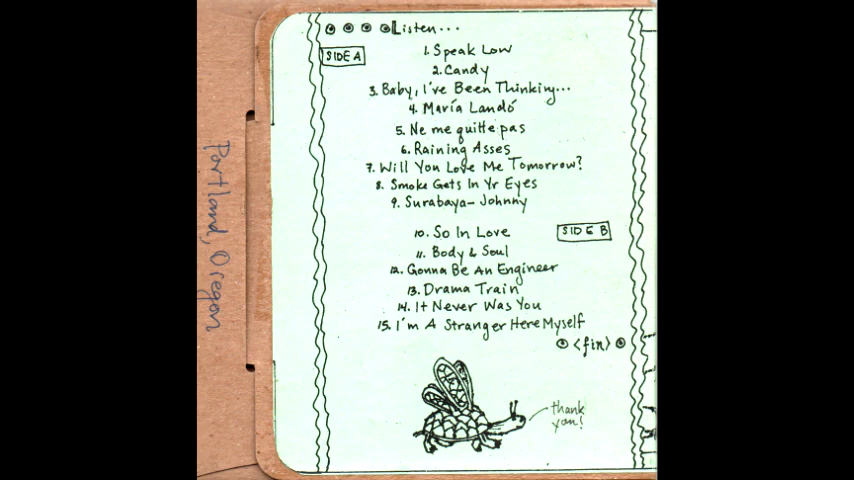 Listen...
SIDE A
1. Speak Low
2. Candy
3. Baby, I've Been Thinking...
4. María Landó
5. Ne me quitte pas
6. Raining Asses
7. Will You Love Me Tomorrow?
8. Smoke Gets In Yr Eyes
9. Surabaya-Johnny
10. So In Love
SIDE B
11. Body & Soul
12. Gonna Be An Engineer
13. Drama Train
14. It Never Was You
15. I'm A Stranger Here Myself
<fin>
thank
you!
Portland, Oregon